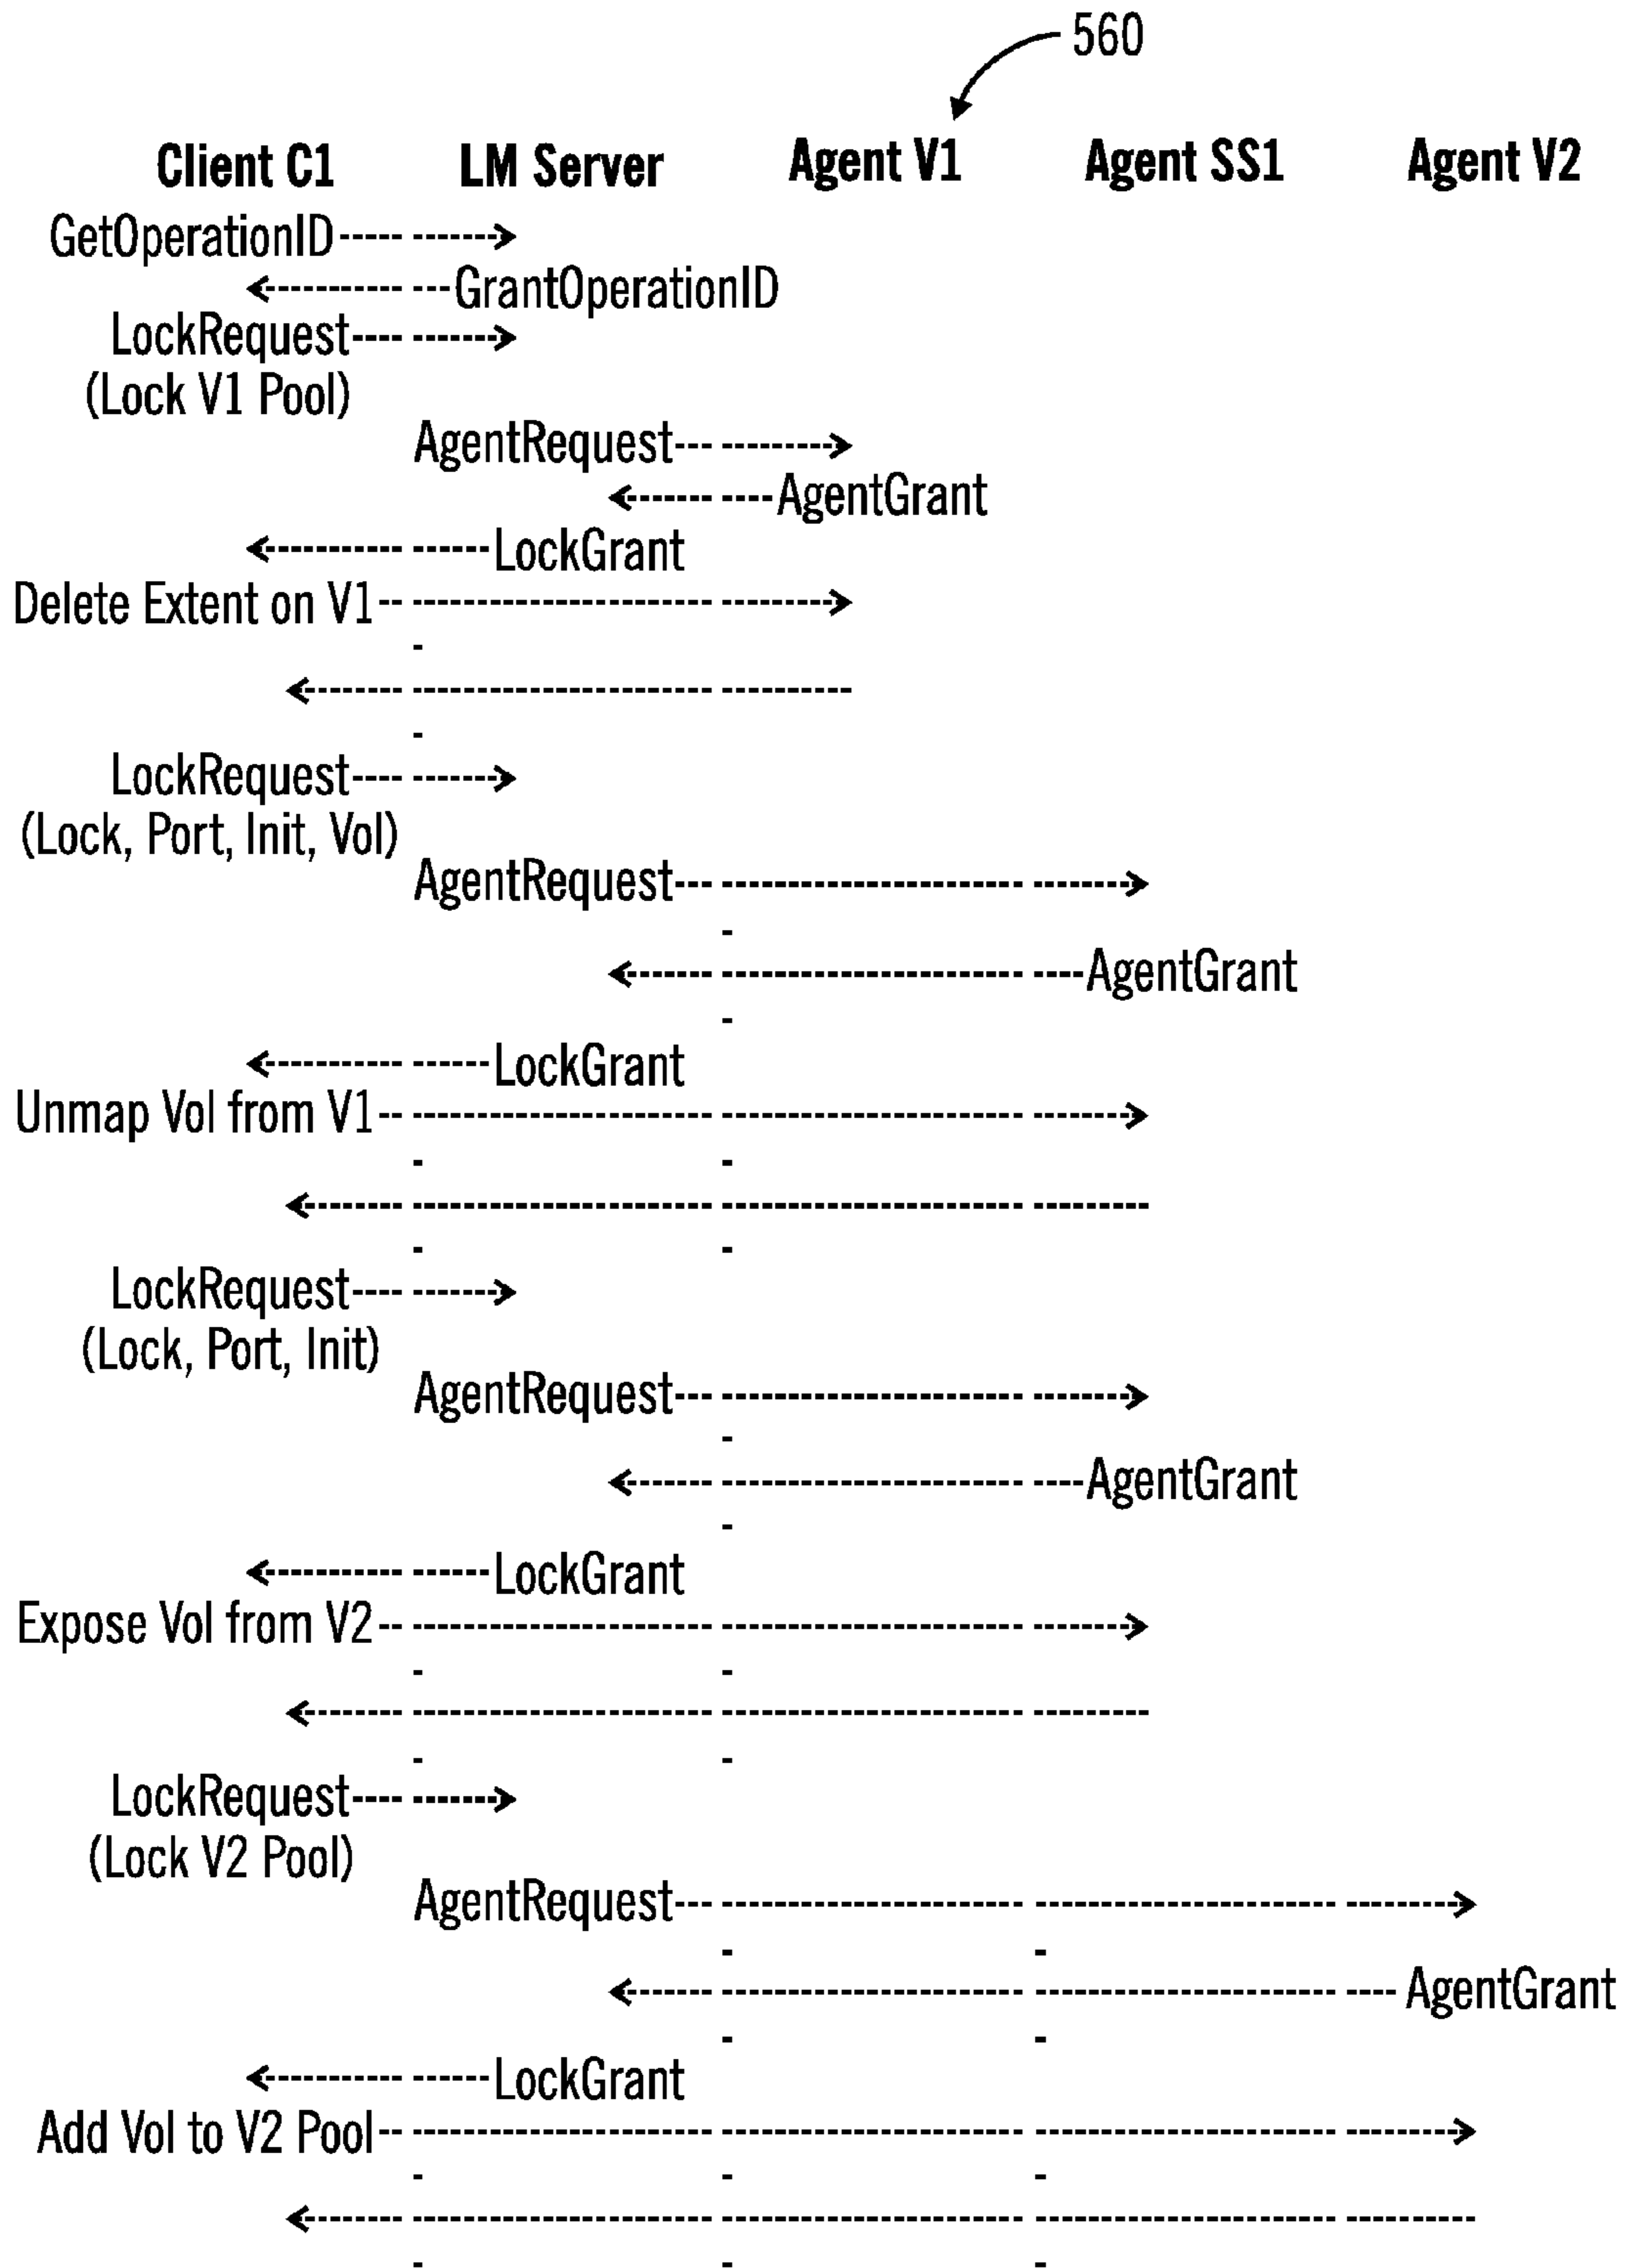 560
Client C1 LM Server Agent V1 Agent SS1 Agent V2
GetOperationID
GrantOperationID
LockRequest
(Lock V1 Pool)
AgentRequest
AgentGrant
LockGrant
Delete Extent on V1
LockRequest
(Lock, Port, Init, Vol)
AgentRequest
AgentGrant
LockGrant
Unmap Vol from V1
LockRequest
(Lock, Port, Init)
AgentRequest
AgentGrant
LockGrant
Expose Vol from V2
LockRequest
(Lock V2 Pool)
AgentRequest
AgentGrant
LockGrant
Add Vol to V2 Pool